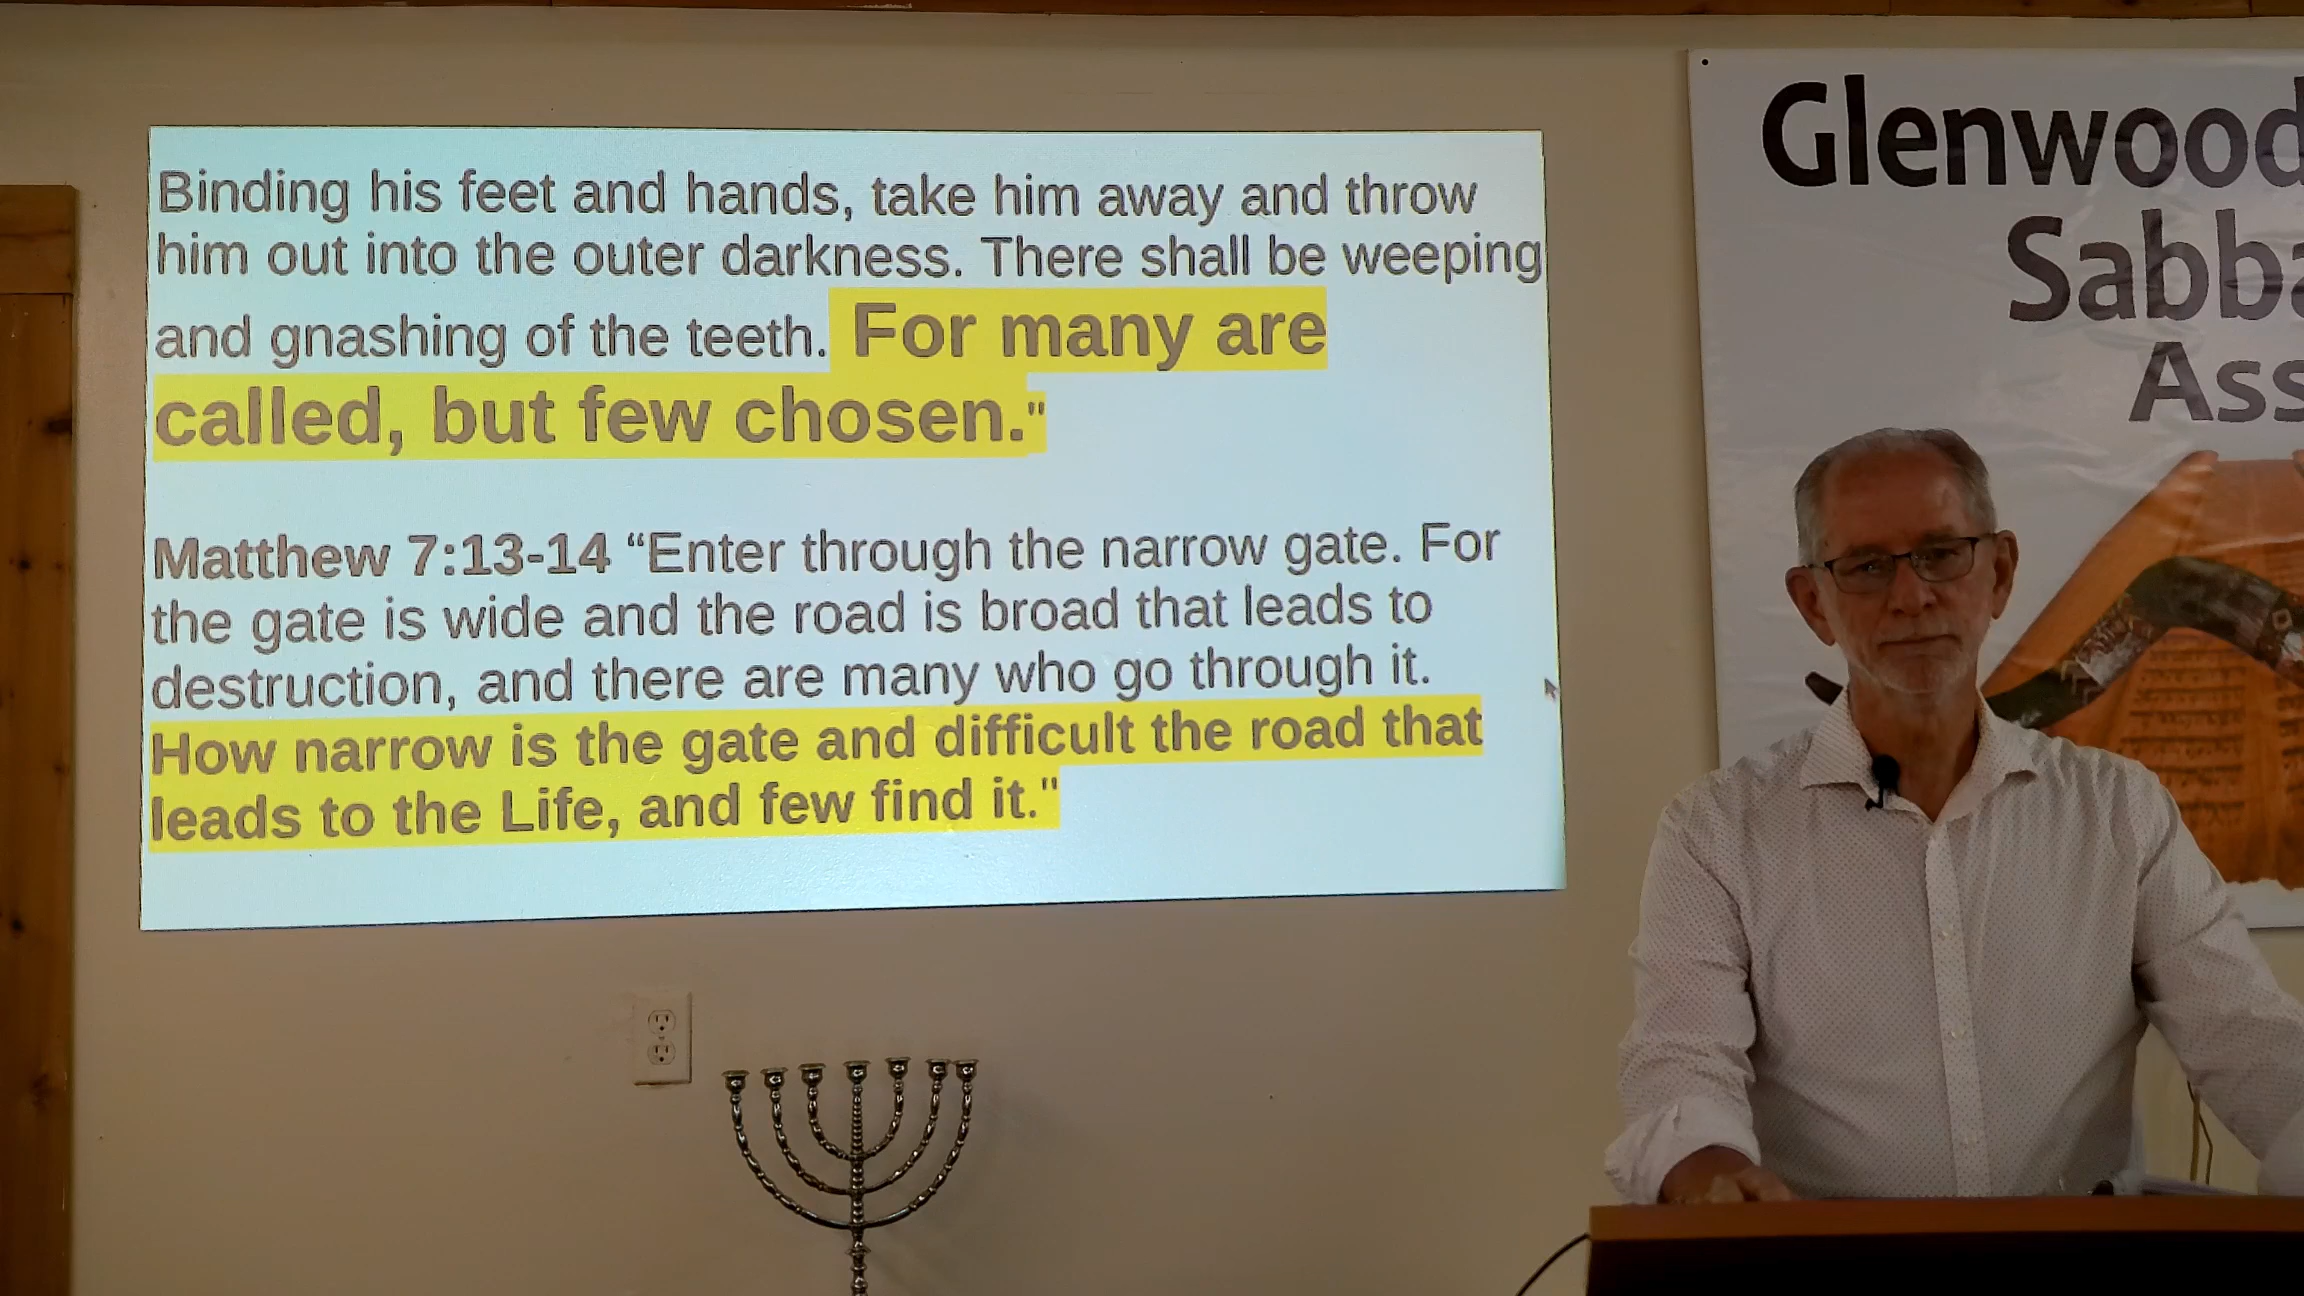 Binding his feet and hands, take him away and throw
him out into the outer darkness. There shall be weeping
and gnashing of the teeth. For many are
called, but few chosen."
Matthew 7:13-14 “Enter through the narrow gate. For
the gate is wide and the road is broad that leads to
destruction, and there are many who go through it.
How narrow is the gate and difficult the road that
leads to the Life, and few find it."
Glenwood
Sabba
Ass